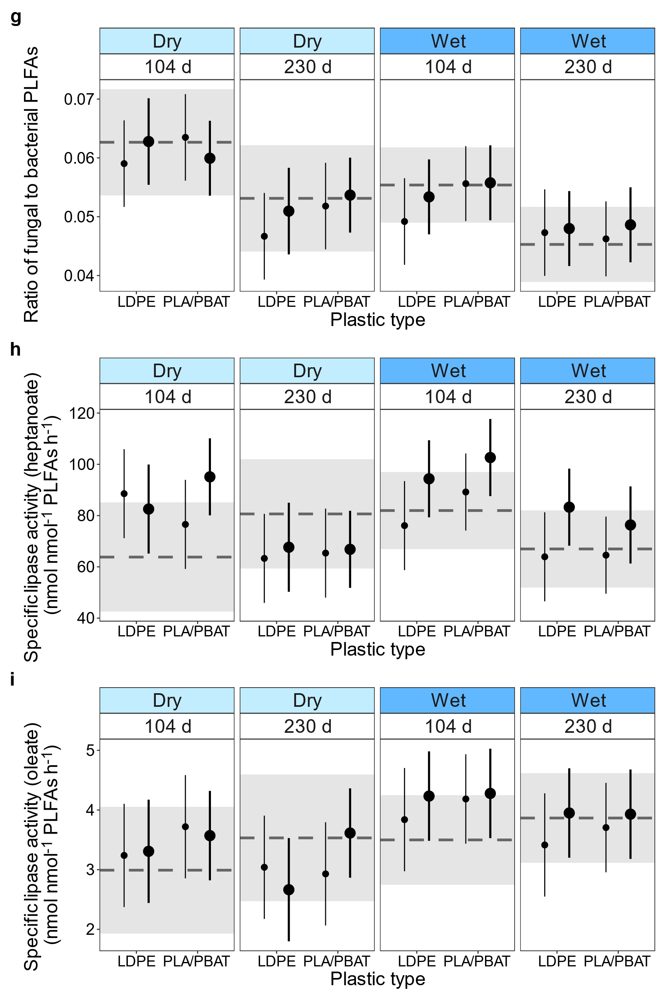 g
Dry Dry Wet Wet
104 d 230 d 104 d 230 d
Ratio of fungal to bacterial PLFAs
0.07
0.06
0.05
0.04
LDPE PLA/PBAT LDPE PLA/PBAT LDPE PLA/PBAT LDPE PLA/PBAT
Plastic type
h
Dry Dry Wet Wet
104 d 230 d 104 d 230 d
Specific lipase activity (heptanoate)
(nmol nmol⁻¹ PLFAs h⁻¹)
120
100
80
60
40
LDPE PLA/PBAT LDPE PLA/PBAT LDPE PLA/PBAT LDPE PLA/PBAT
Plastic type
i
Dry Dry Wet Wet
104 d 230 d 104 d 230 d
Specific lipase activity (oleate)
(nmol nmol⁻¹ PLFAs h⁻¹)
5
4
3
2
LDPE PLA/PBAT LDPE PLA/PBAT LDPE PLA/PBAT LDPE PLA/PBAT
Plastic type